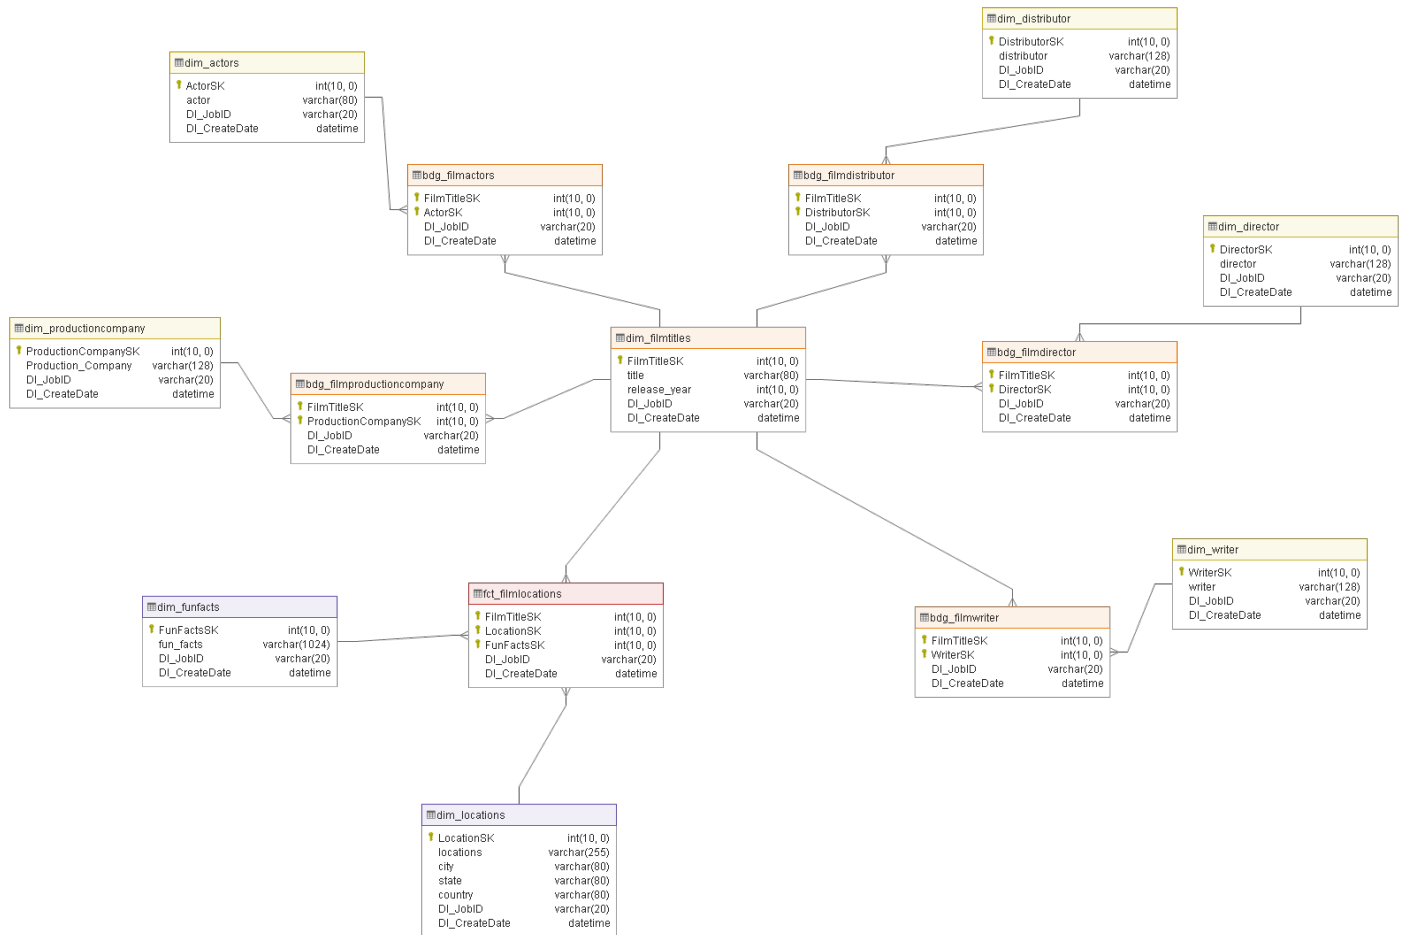 dim_distributor
DistributorSK int(10, 0)
distributor varchar(128)
DI_JobID varchar(20)
DI_CreateDate datetime
dim_actors
ActorSK int(10, 0)
actor varchar(80)
DI_JobID varchar(20)
DI_CreateDate datetime
bdg_filmactors
FilmTitleSK int(10, 0)
ActorSK int(10, 0)
DI_JobID varchar(20)
DI_CreateDate datetime
bdg_filmdistributor
FilmTitleSK int(10, 0)
DistributorSK int(10, 0)
DI_JobID varchar(20)
DI_CreateDate datetime
dim_director
DirectorSK int(10, 0)
director varchar(128)
DI_JobID varchar(20)
DI_CreateDate datetime
dim_productioncompany
ProductionCompanySK int(10, 0)
Production_Company varchar(128)
DI_JobID varchar(20)
DI_CreateDate datetime
bdg_filmproductioncompany
FilmTitleSK int(10, 0)
ProductionCompanySK int(10, 0)
DI_JobID varchar(20)
DI_CreateDate datetime
dim_filmtitles
FilmTitleSK int(10, 0)
title varchar(80)
release_year int(10, 0)
DI_JobID varchar(20)
DI_CreateDate datetime
bdg_filmdirector
FilmTitleSK int(10, 0)
DirectorSK int(10, 0)
DI_JobID varchar(20)
DI_CreateDate datetime
dim_funfacts
FunFactsSK int(10, 0)
fun_facts varchar(1024)
DI_JobID varchar(20)
DI_CreateDate datetime
fct_filmlocations
FilmTitleSK int(10, 0)
LocationSK int(10, 0)
FunFactsSK int(10, 0)
DI_JobID varchar(20)
DI_CreateDate datetime
dim_writer
WriterSK int(10, 0)
writer varchar(128)
DI_JobID varchar(20)
DI_CreateDate datetime
bdg_filmwriter
FilmTitleSK int(10, 0)
WriterSK int(10, 0)
DI_JobID varchar(20)
DI_CreateDate datetime
dim_locations
LocationSK int(10, 0)
locations varchar(255)
city varchar(80)
state varchar(80)
country varchar(80)
DI_JobID varchar(20)
DI_CreateDate datetime